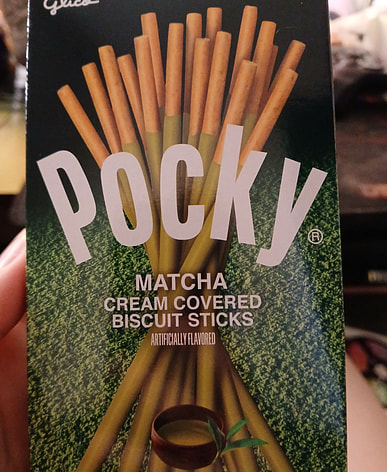 Glico
Pocky®
MATCHA
CREAM COVERED
BISCUIT STICKS
ARTIFICIALLY FLAVORED